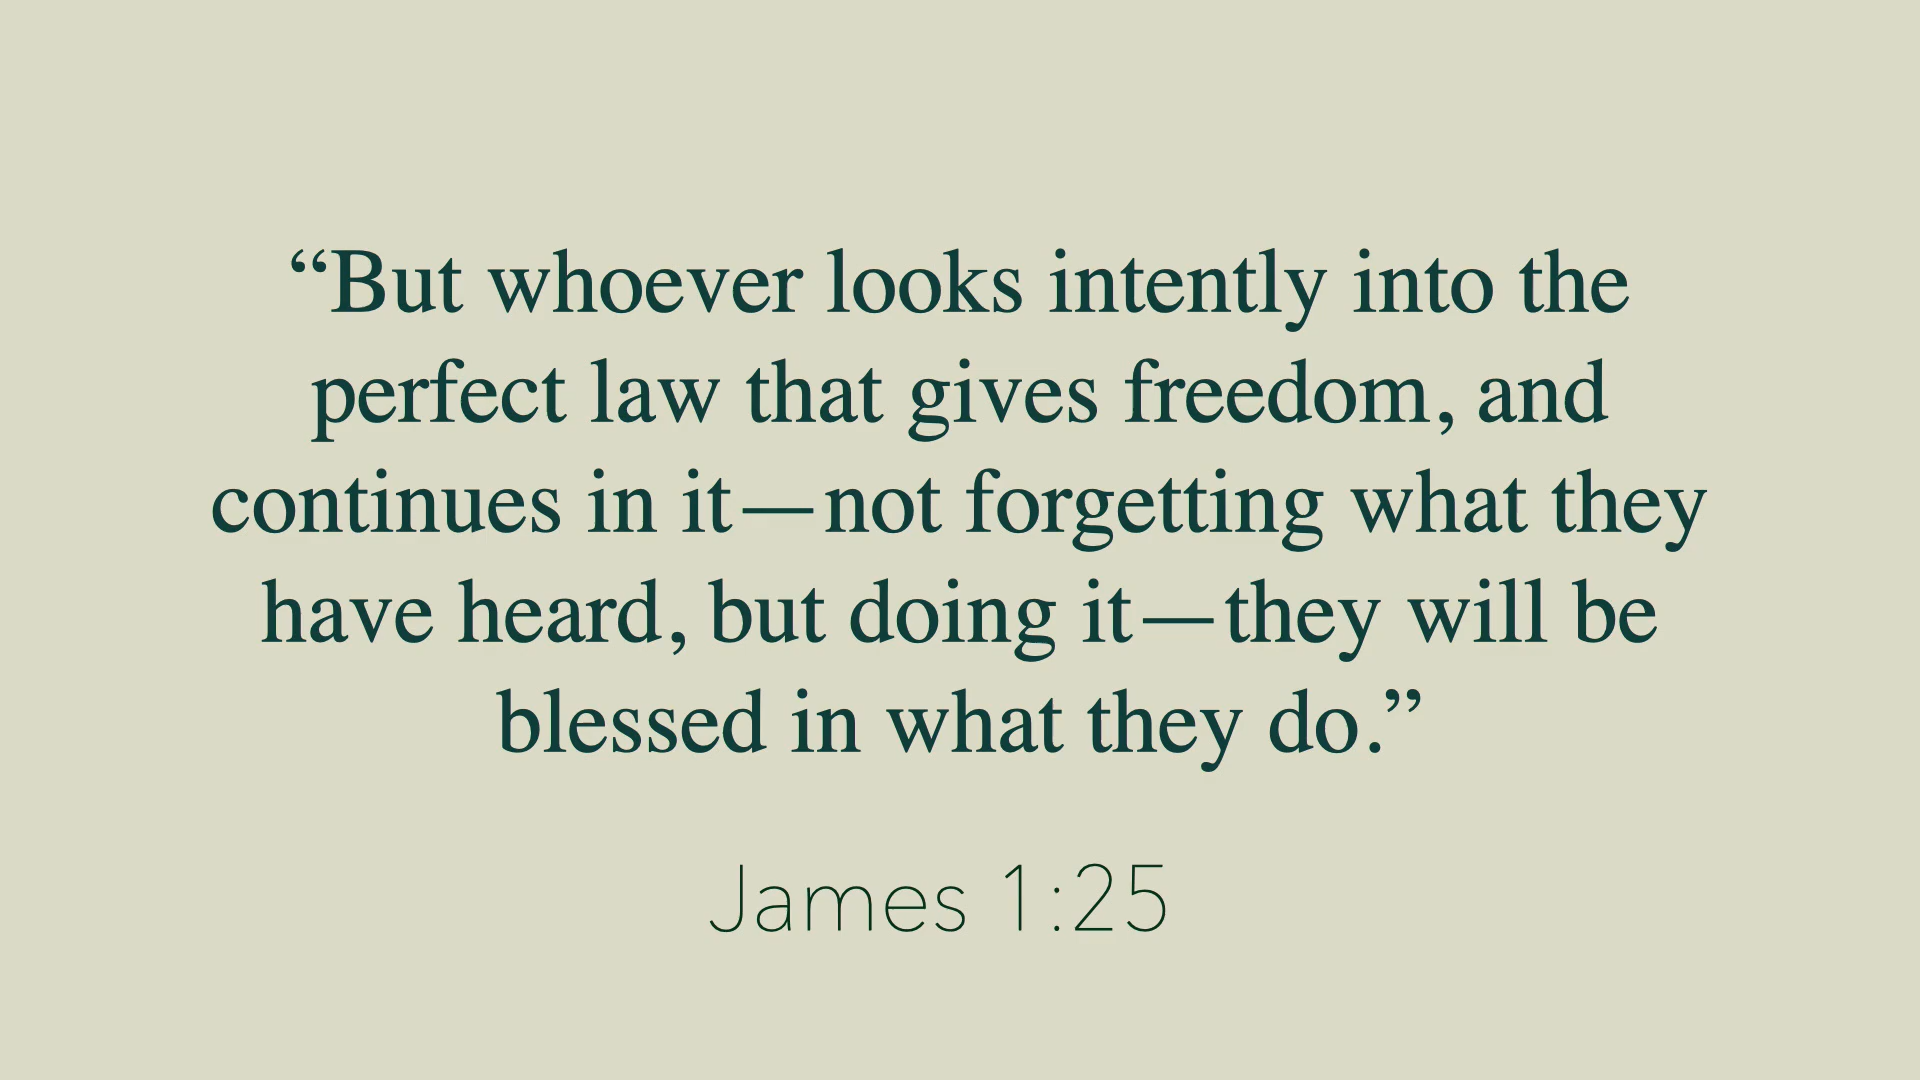 “But whoever looks intently into the
perfect law that gives freedom, and
continues in it—not forgetting what they
have heard, but doing it—they will be
blessed in what they do.”
James 1:25